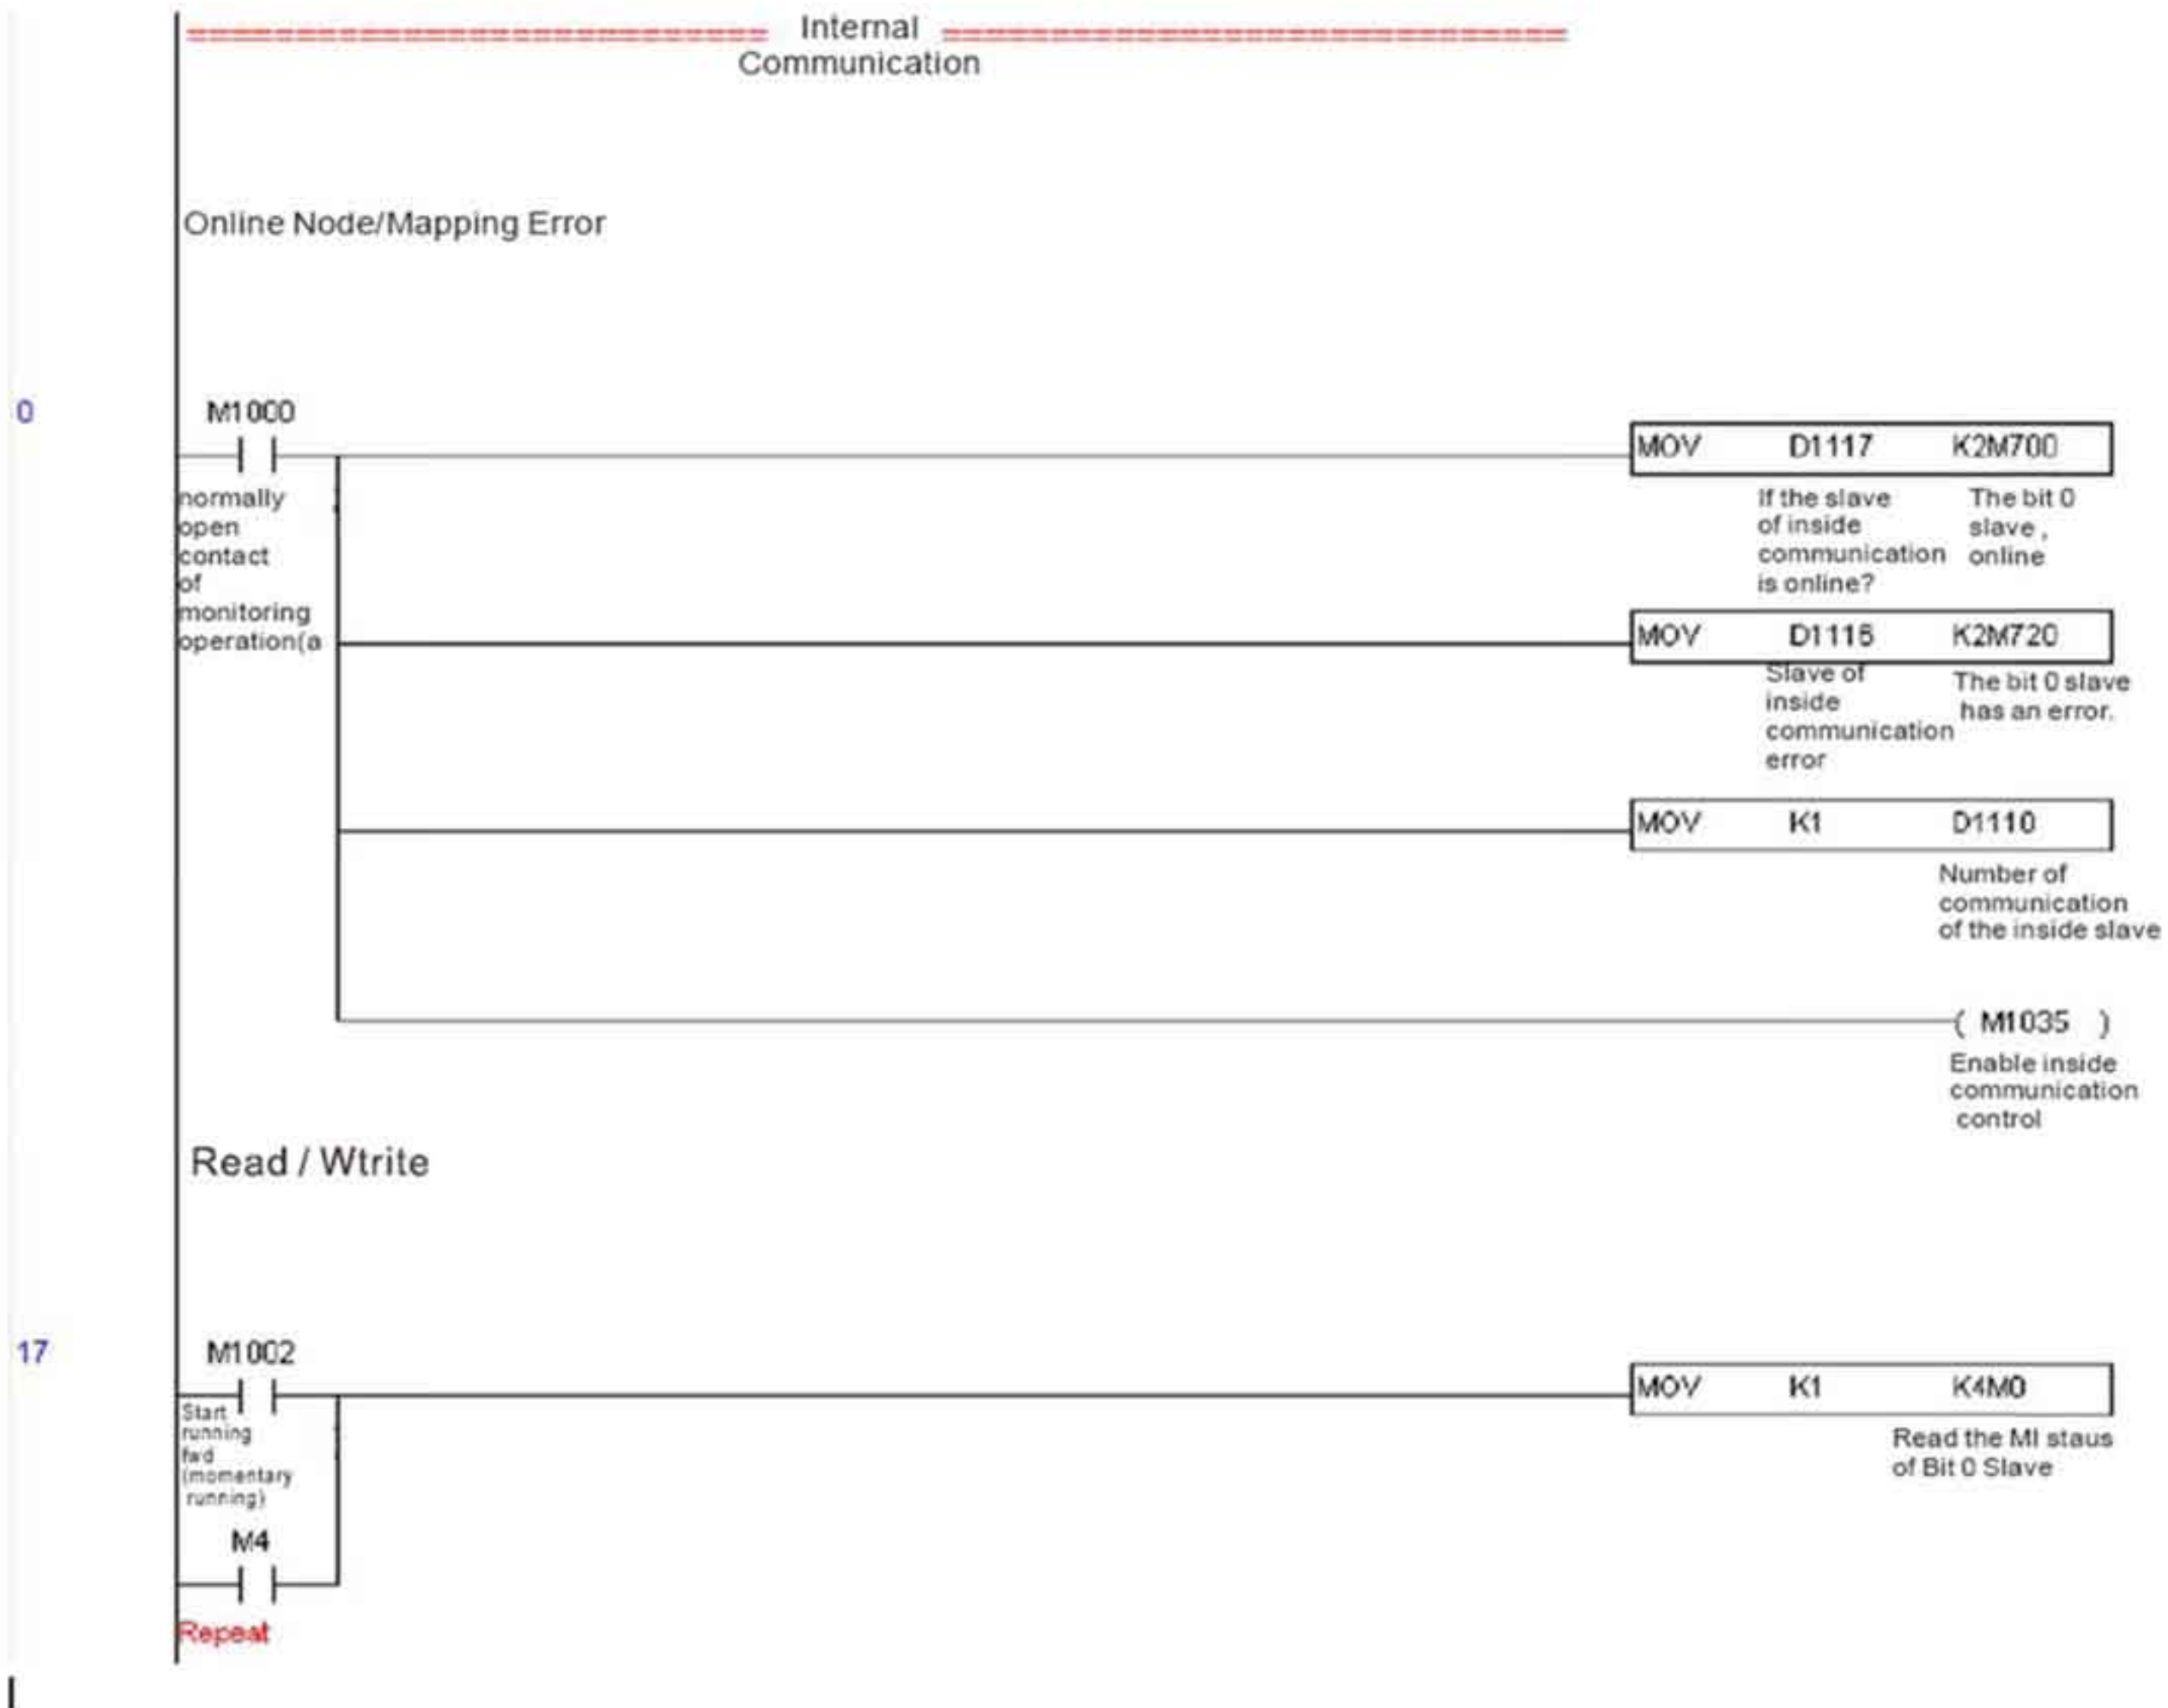 Internal
Communication
Online Node/Mapping Error
0
M1000
MOV D1117 K2M700
normally
open
contact
of
monitoring
operation(a
If the slave
of inside
communication
is online?
The bit 0
slave ,
online
MOV D1116 K2M720
Slave of
inside
communication
error
The bit 0 slave
has an error.
MOV K1 D1110
Number of
communication
of the inside slave
( M1035 )
Enable inside
communication
control
Read / Wtrite
17
M1002
MOV K1 K4M0
Start
running
fwd
(momentary
running)
Read the MI staus
of Bit 0 Slave
M4
Repeat